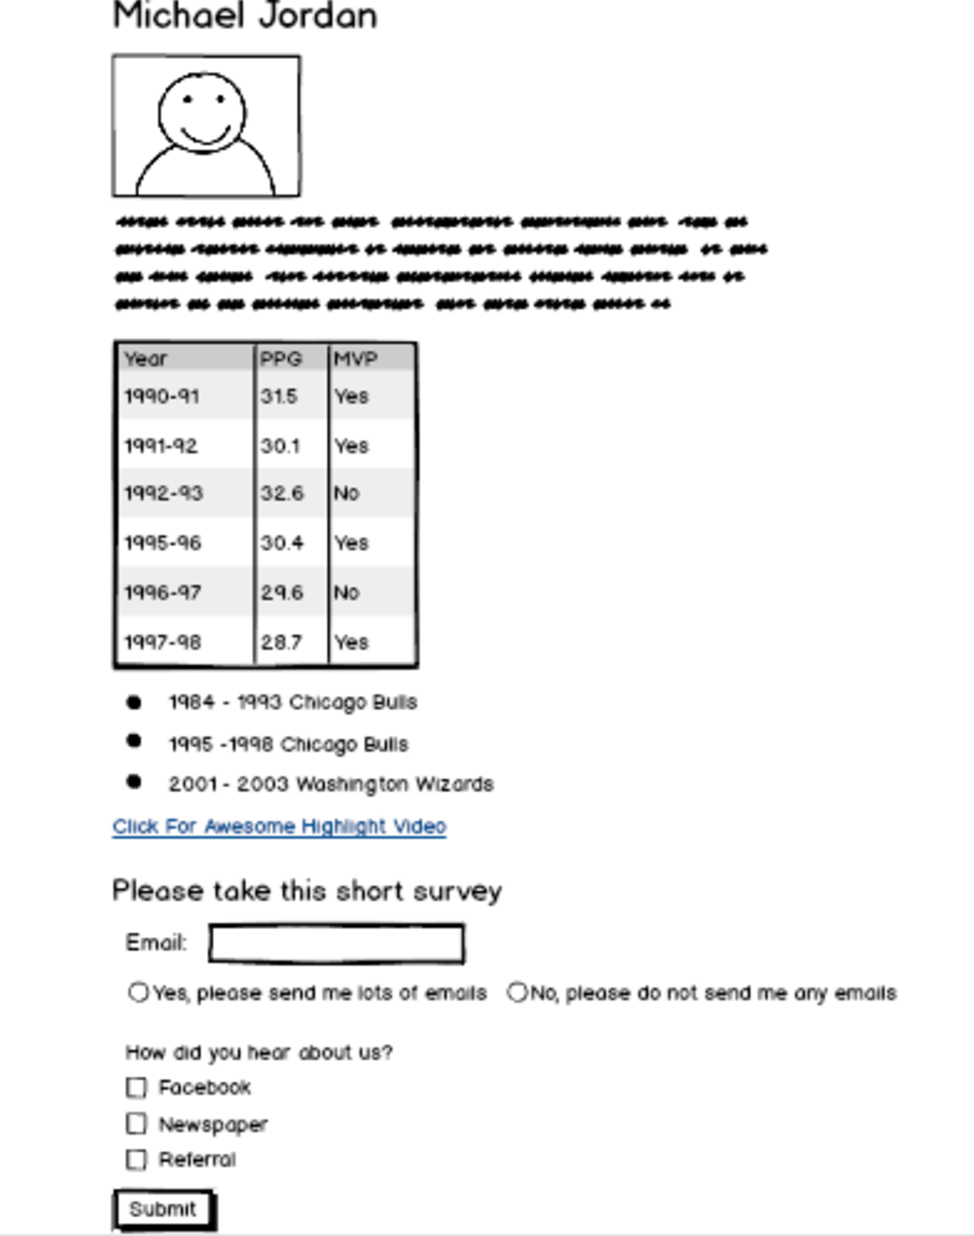 Michael Jordan
Year PPG MVP
1990-91 31.5 Yes
1991-92 30.1 Yes
1992-93 32.6 No
1995-96 30.4 Yes
1996-97 29.6 No
1997-98 28.7 Yes
1984 - 1993 Chicago Bulls
1995 -1998 Chicago Bulls
2001 - 2003 Washington Wizards
Click For Awesome Highlight Video
Please take this short survey
Email:
Yes, please send me lots of emails No, please do not send me any emails
How did you hear about us?
Facebook
Newspaper
Referral
Submit